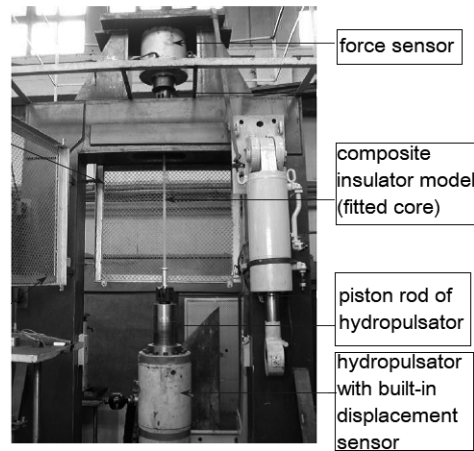 force sensor
composite
insulator model
(fitted core)
piston rod of
hydropulsator
hydropulsator
with built-in
displacement
sensor